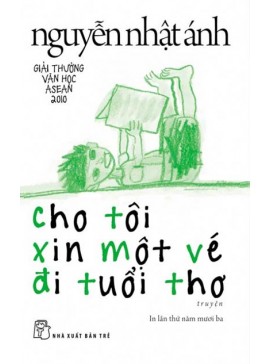 nguyễn nhật ánh
GIẢI THƯỞNG
VĂN HỌC
ASEAN
2010
cho tôi
xin một vé
đi tuổi thơ
truyện
In lần thứ năm mươi ba
NHÀ XUẤT BẢN TRẺ